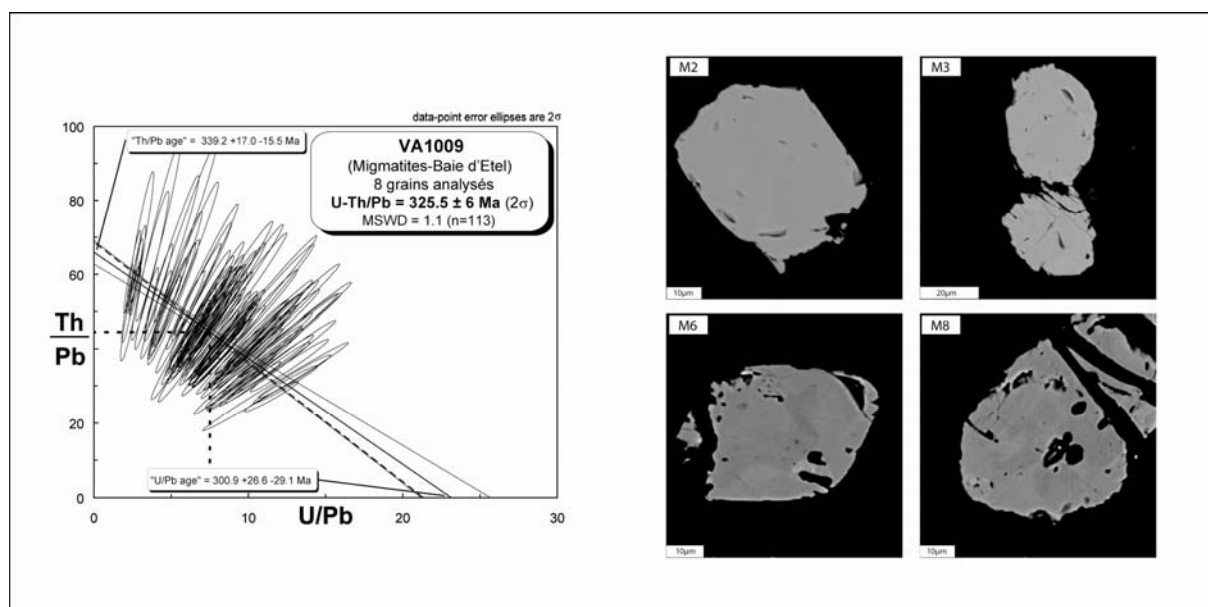 data-point error ellipses are 2σ
100
80
60
40
20
0
Th
Pb
"Th/Pb age" = 339.2 +17.0 -15.5 Ma
VA1009
(Migmatites-Baie d'Etel)
8 grains analysés
U-Th/Pb = 325.5 ± 6 Ma (2σ)
MSWD = 1.1 (n=113)
"U/Pb age" = 300.9 +26.6 -29.1 Ma
0
10
20
30
U/Pb
M2
10µm
M3
20µm
M6
10µm
M8
10µm